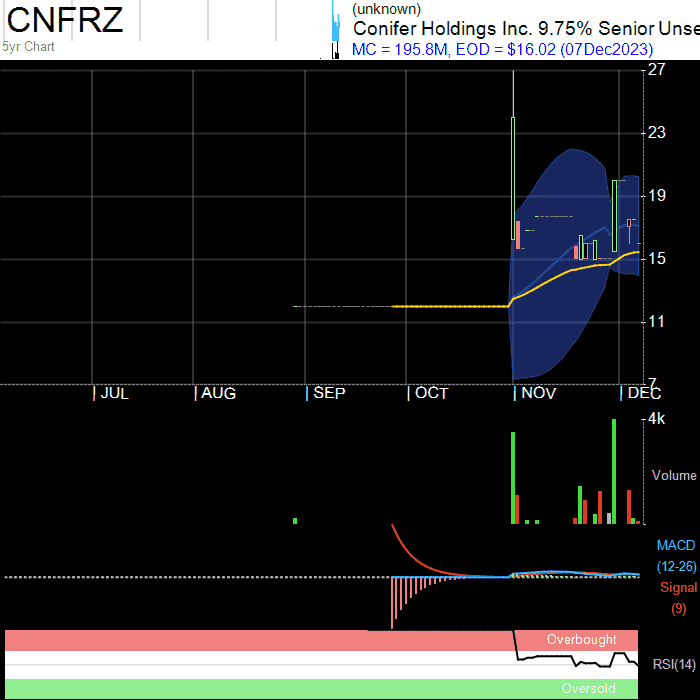 CNFRZ
(unknown)
Conifer Holdings Inc. 9.75% Senior Unse
5yr Chart
MC = 195.8M, EOD = $16.02 (07Dec2023)
27
23
19
15
11
7
JUL
AUG
SEP
OCT
NOV
DEC
4k
Volume
MACD
(12-26)
Signal
(9)
Overbought
RSI(14)
Oversold